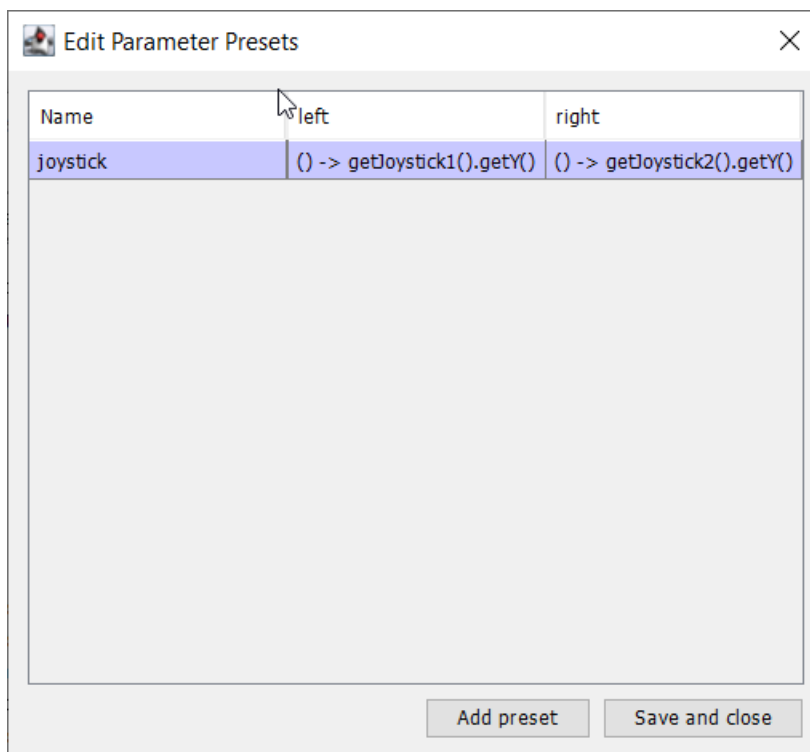 Edit Parameter Presets
Name left right
joystick () -> getJoystick1().getY() () -> getJoystick2().getY()
Add preset Save and close